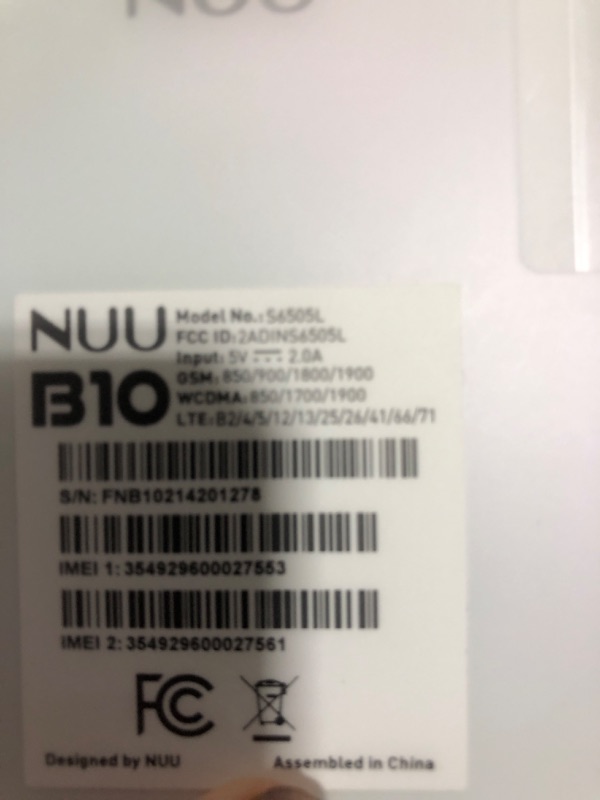 NUU
NUU
Model No.: S6505L
FCC ID: 2ADINS6505L
Input: 5V ⎓ 2.0A
B10
GSM: 850/900/1800/1900
WCDMA: 850/1700/1900
LTE: B2/4/5/12/13/25/26/41/66/71
S/N: FNB10214201278
IMEI 1: 354929600027553
IMEI 2: 354929600027561
FC
Designed by NUU
Assembled in China